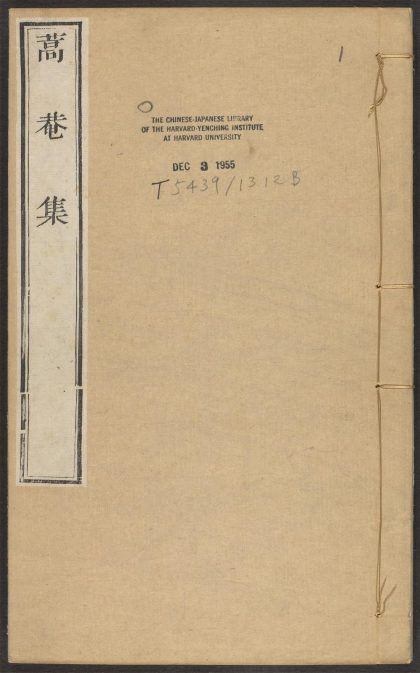 蒿菴集
1
THE CHINESE-JAPANESE LIBRARY
OF THE HARVARD-YENCHING INSTITUTE
AT HARVARD UNIVERSITY
DEC 3 1955
T5439/1312B